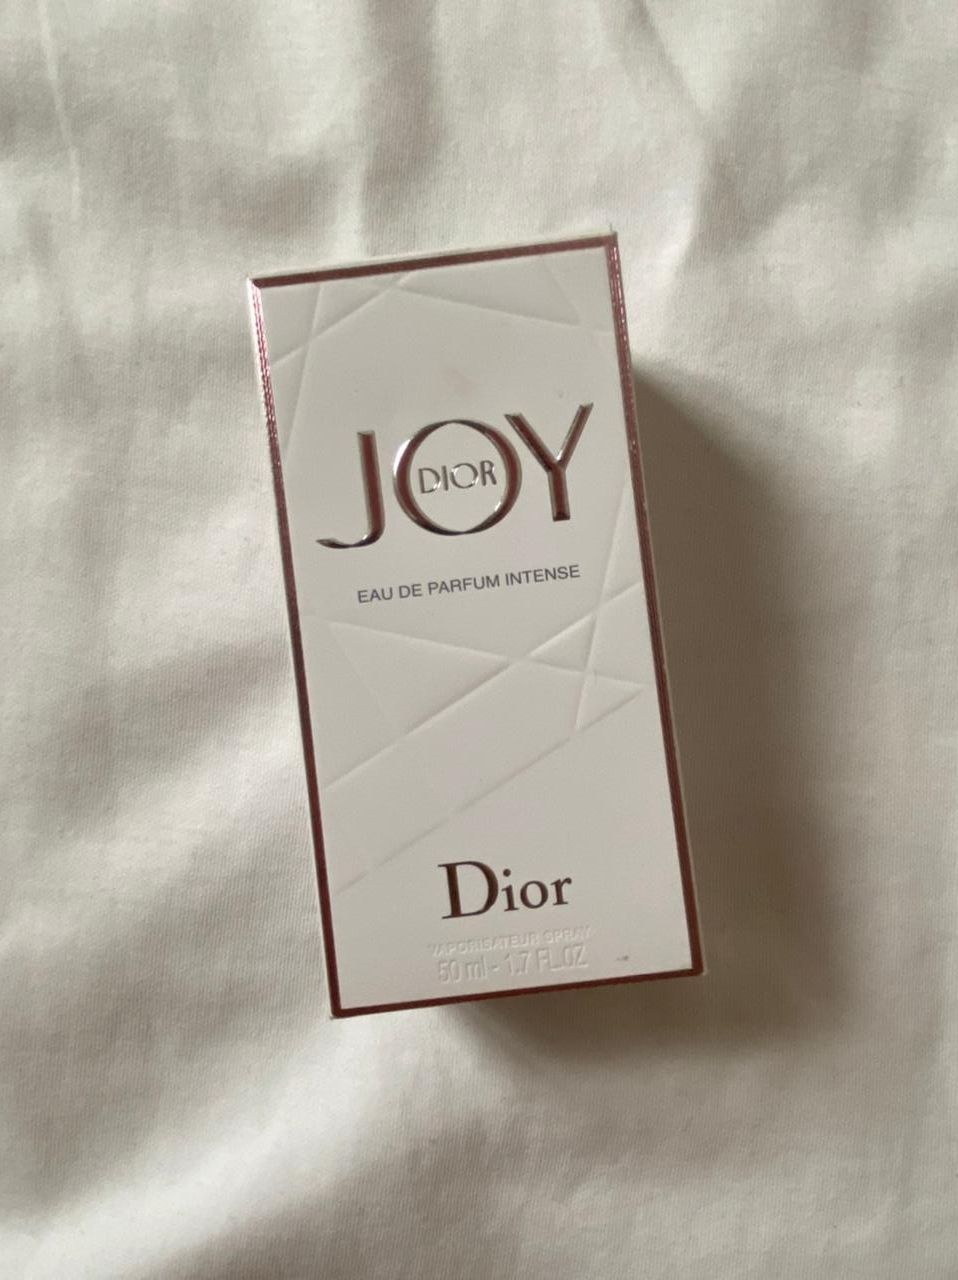 JOY
DIOR
EAU DE PARFUM INTENSE
Dior
VAPORISATEUR SPRAY
50 ml - 1.7 FL.OZ